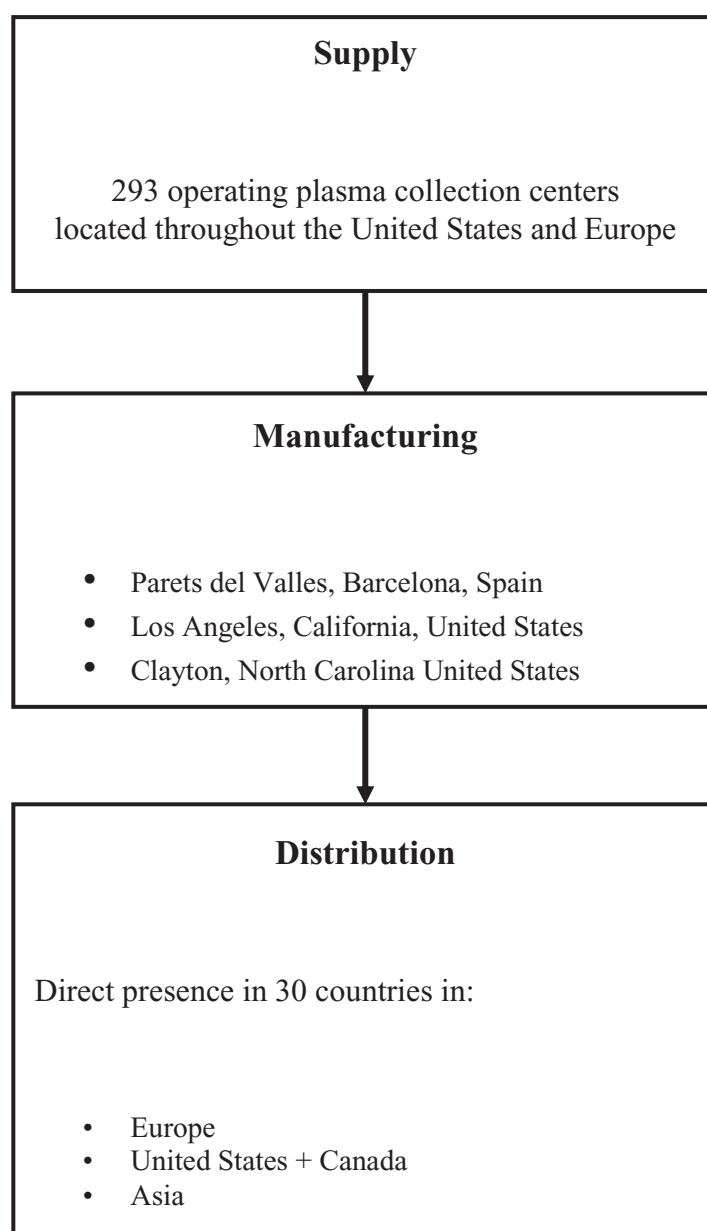 Supply
293 operating plasma collection centers
located throughout the United States and Europe
Manufacturing
• Parets del Valles, Barcelona, Spain
• Los Angeles, California, United States
• Clayton, North Carolina United States
Distribution
Direct presence in 30 countries in:
• Europe
• United States + Canada
• Asia